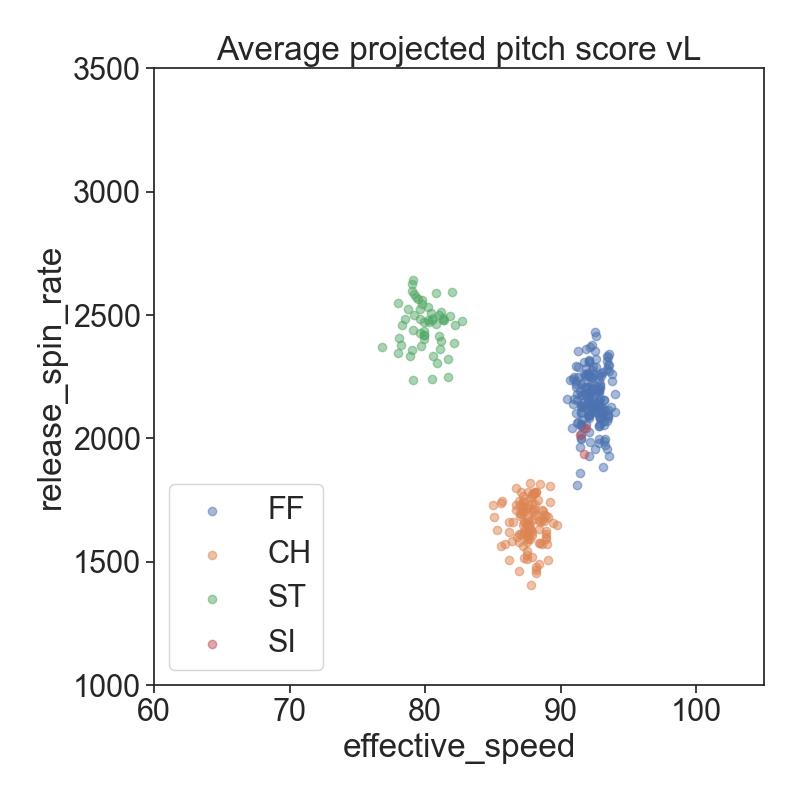 Average projected pitch score vL
3500
3000
2500
2000
1500
1000
release_spin_rate
FF
CH
ST
SI
60
70
80
90
100
effective_speed